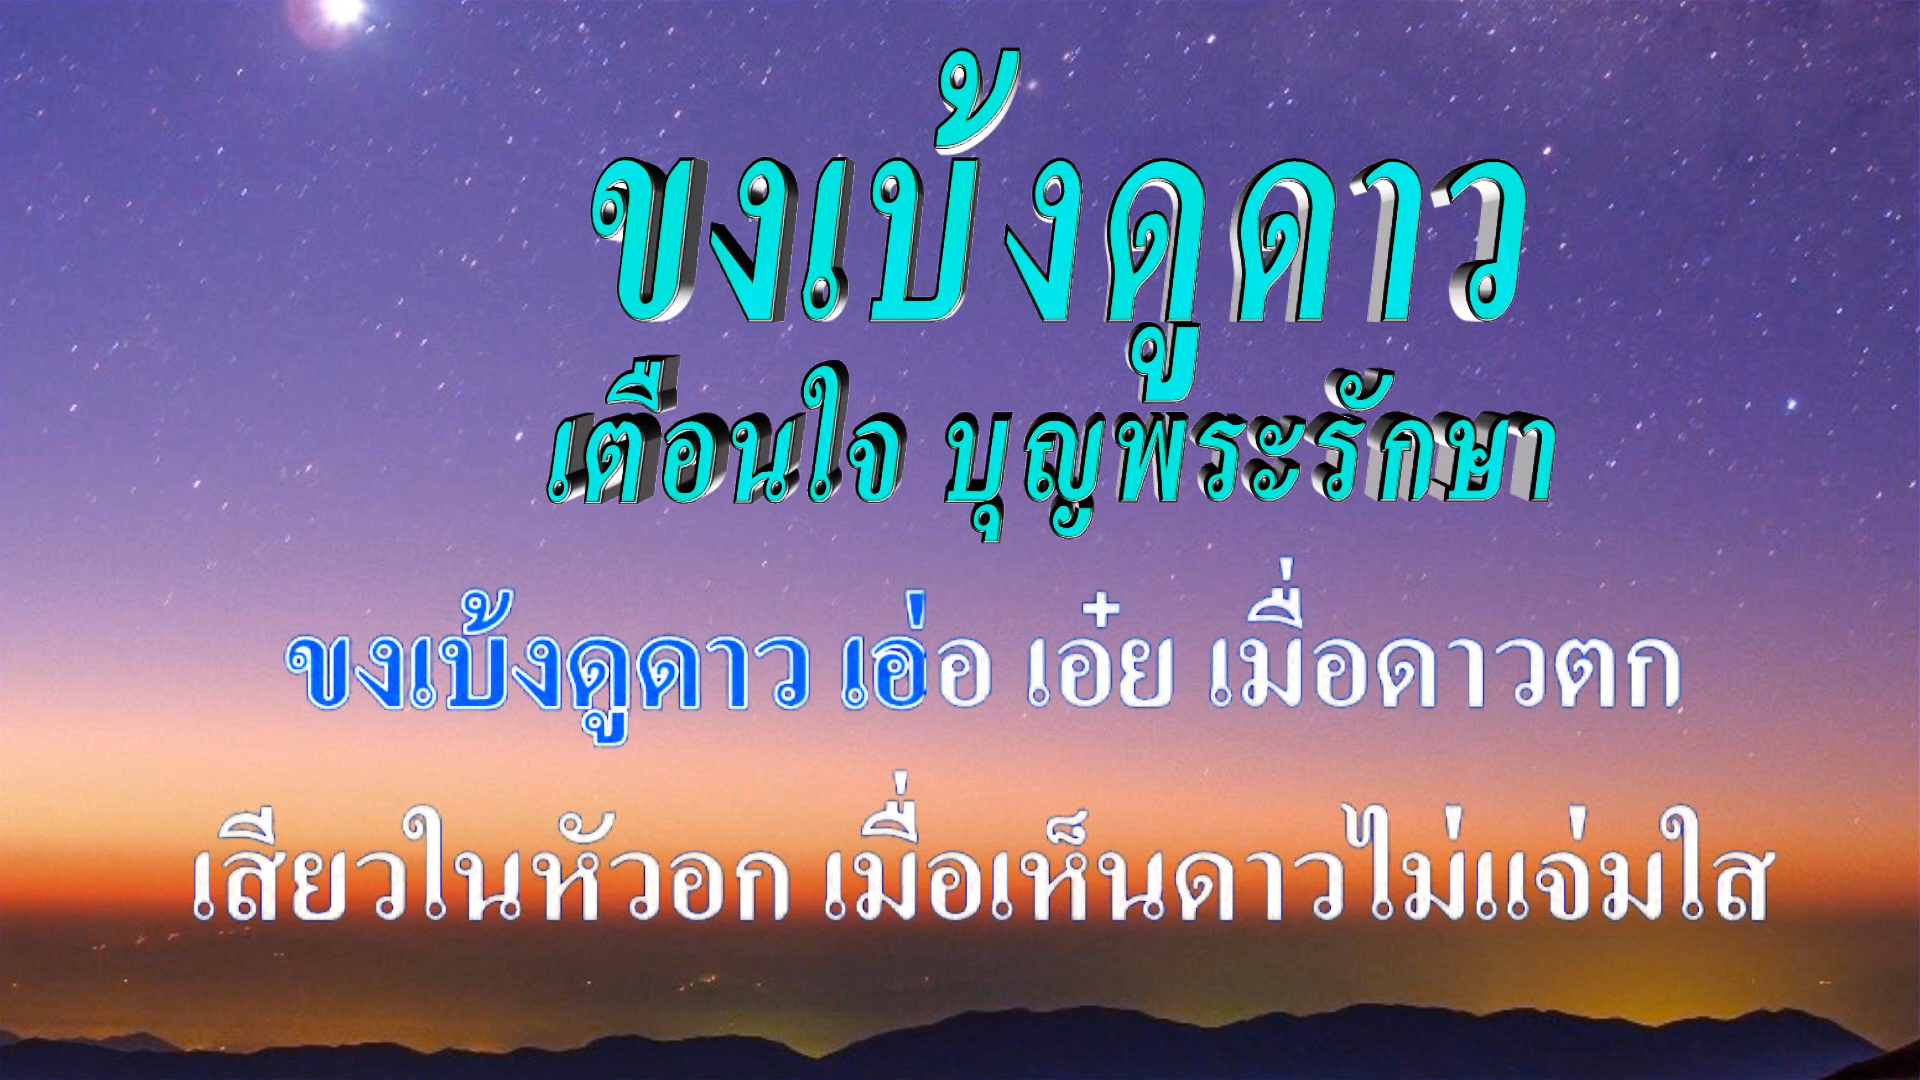 ขงเบ้งดูดาว
เตือนใจ บุญพระรักษา
ขงเบ้งดูดาว เอ่อ เอ๋ย เมื่อดาวตก
เสียวในหัวอก เมื่อเห็นดาวไม่แจ่มใส